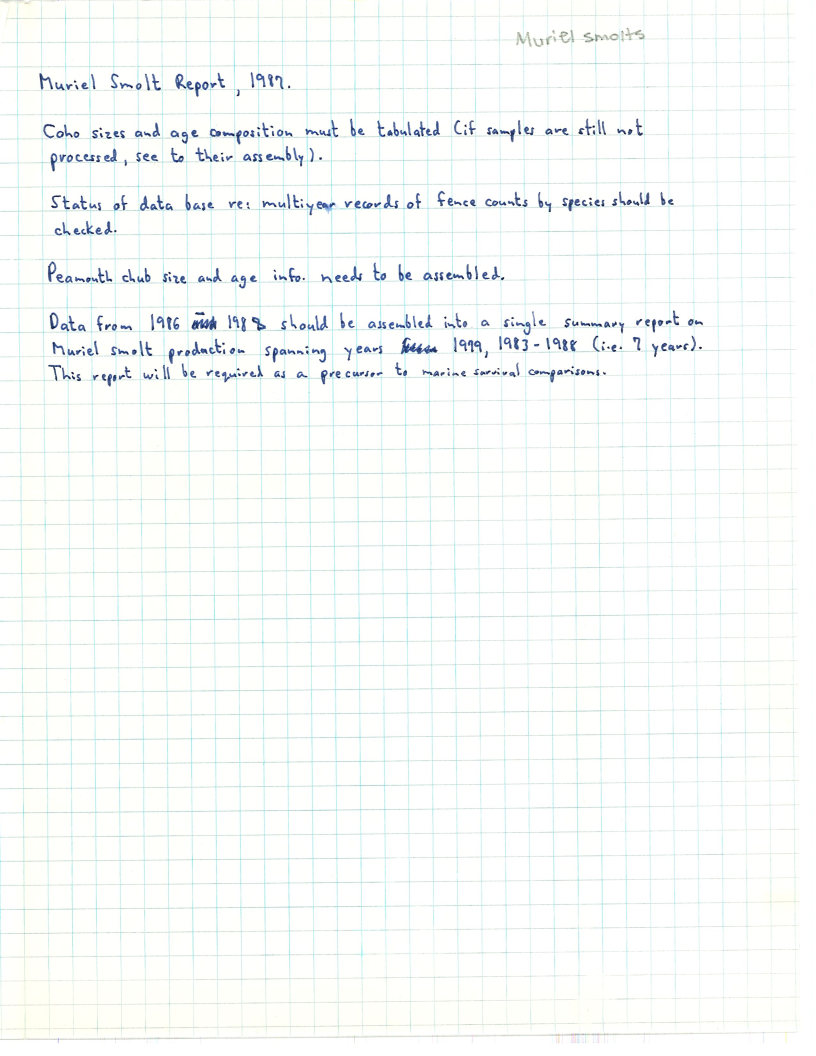 Muriel Smolts
Muriel Smolt Report, 1987.
Coho sizes and age composition must be tabulated (if samples are still not
processed, see to their assembly).
Status of data base re: multiyear records of fence counts by species should be
checked.
Peamouth chub size and age info. needs to be assembled.
Data from 1986 - 1988 should be assembled into a single summary report on
Muriel smolt production spanning years 1979, 1983-1988 (i.e. 7 years).
This report will be required as a precursor to marine survival comparisons.